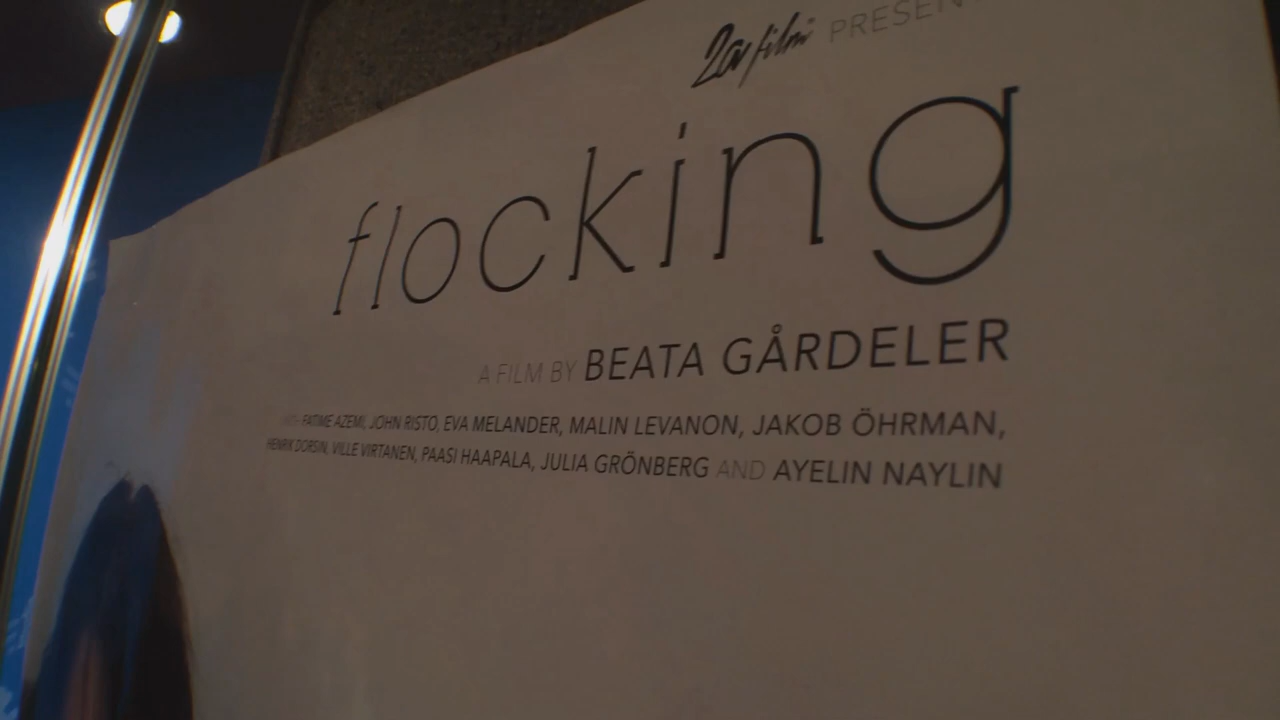 2afilm PRESEN
flocking
A FILM BY BEATA GÅRDELER
FATIME AZEMI, JOHN RISTO, EVA MELANDER, MALIN LEVANON, JAKOB ÖHRMAN,
HENRIK DORSIN, VILLE VIRTANEN, PAASI HAAPALA, JULIA GRÖNBERG AND AYELIN NAYLIN